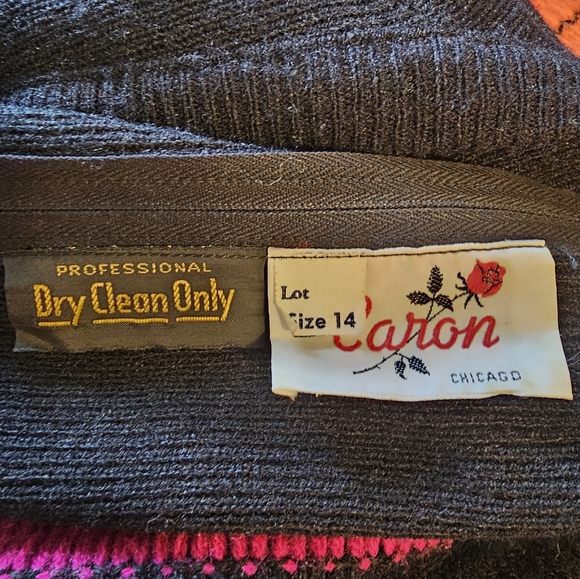 PROFESSIONAL
Dry Clean Only
Lot
Size 14
Caron
CHICAGO